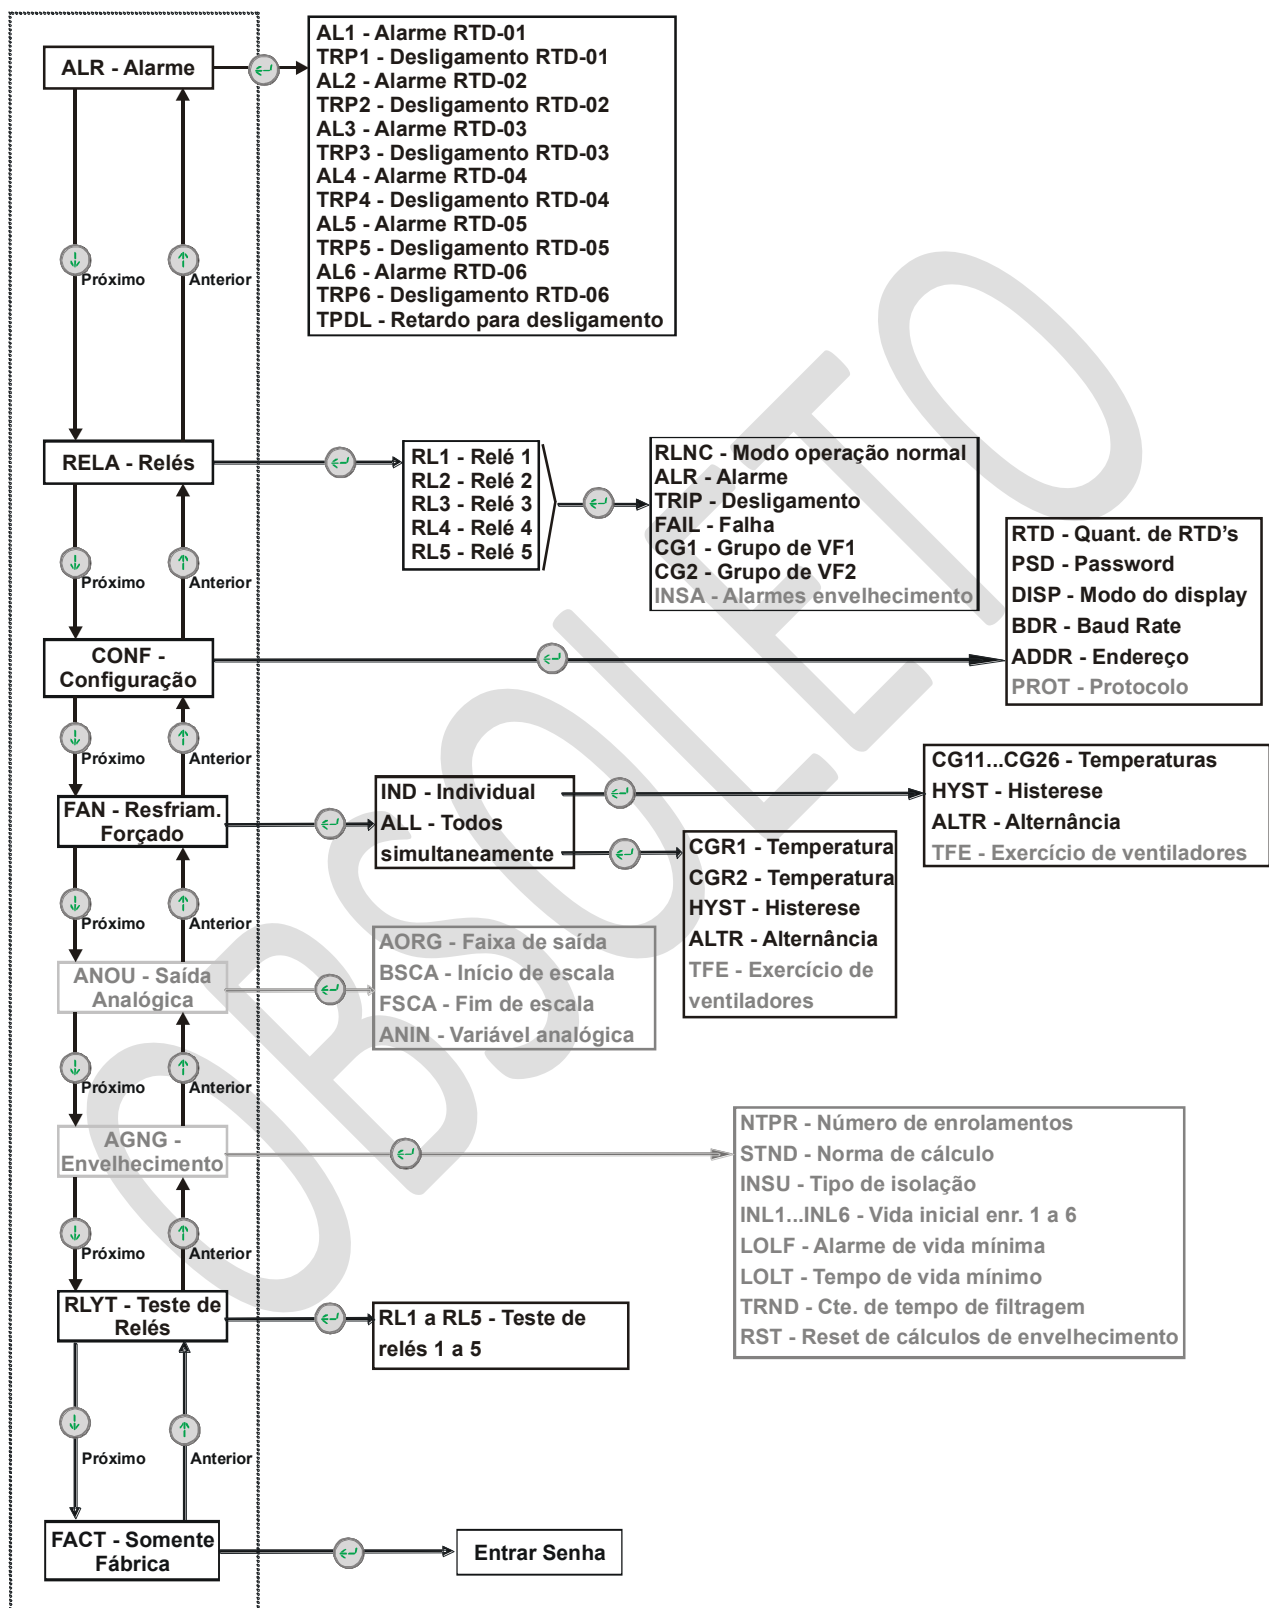 ALR - Alarme
AL1 - Alarme RTD-01
TRP1 - Desligamento RTD-01
AL2 - Alarme RTD-02
TRP2 - Desligamento RTD-02
AL3 - Alarme RTD-03
TRP3 - Desligamento RTD-03
AL4 - Alarme RTD-04
TRP4 - Desligamento RTD-04
AL5 - Alarme RTD-05
TRP5 - Desligamento RTD-05
AL6 - Alarme RTD-06
TRP6 - Desligamento RTD-06
TPDL - Retardo para desligamento
Próximo
Anterior
RELA - Relés
RL1 - Relé 1
RL2 - Relé 2
RL3 - Relé 3
RL4 - Relé 4
RL5 - Relé 5
RLNC - Modo operação normal
ALR - Alarme
TRIP - Desligamento
FAIL - Falha
CG1 - Grupo de VF1
CG2 - Grupo de VF2
INSA - Alarmes envelhecimento
Próximo
Anterior
CONF -
Configuração
RTD - Quant. de RTD's
PSD - Password
DISP - Modo do display
BDR - Baud Rate
ADDR - Endereço
PROT - Protocolo
Próximo
Anterior
FAN - Resfriam.
Forçado
IND - Individual
ALL - Todos
simultaneamente
CG11...CG26 - Temperaturas
HYST - Histerese
ALTR - Alternância
TFE - Exercício de ventiladores
CGR1 - Temperatura
CGR2 - Temperatura
HYST - Histerese
ALTR - Alternância
TFE - Exercício de
ventiladores
Próximo
Anterior
ANOU - Saída
Analógica
AORG - Faixa de saída
BSCA - Início de escala
FSCA - Fim de escala
ANIN - Variável analógica
Próximo
Anterior
AGNG -
Envelhecimento
NTPR - Número de enrolamentos
STND - Norma de cálculo
INSU - Tipo de isolação
INL1...INL6 - Vida inicial enr. 1 a 6
LOLF - Alarme de vida mínima
LOLT - Tempo de vida mínimo
TRND - Cte. de tempo de filtragem
RST - Reset de cálculos de envelhecimento
Próximo
Anterior
RLYT - Teste de
Relés
RL1 a RL5 - Teste de
relés 1 a 5
Próximo
Anterior
FACT - Somente
Fábrica
Entrar Senha
OBSOLETO